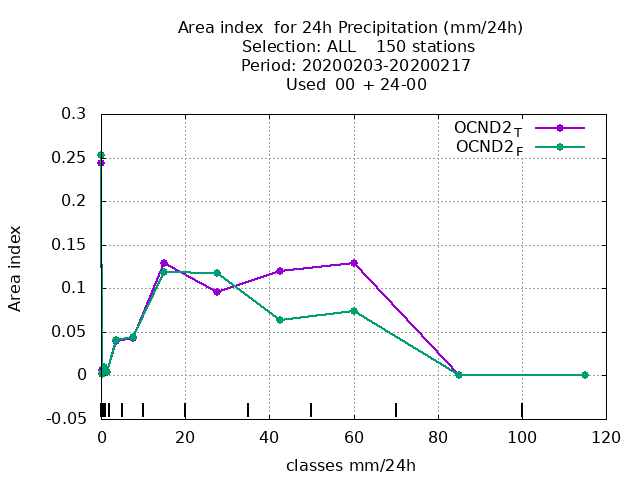 Area index  for 24h Precipitation (mm/24h)
Selection: ALL    150 stations
Period: 20200203-20200217
Used  00 + 24-00
OCND2_T
OCND2_F
0.3
0.25
0.2
0.15
0.1
0.05
0
-0.05
Area index
0 20 40 60 80 100 120
classes mm/24h